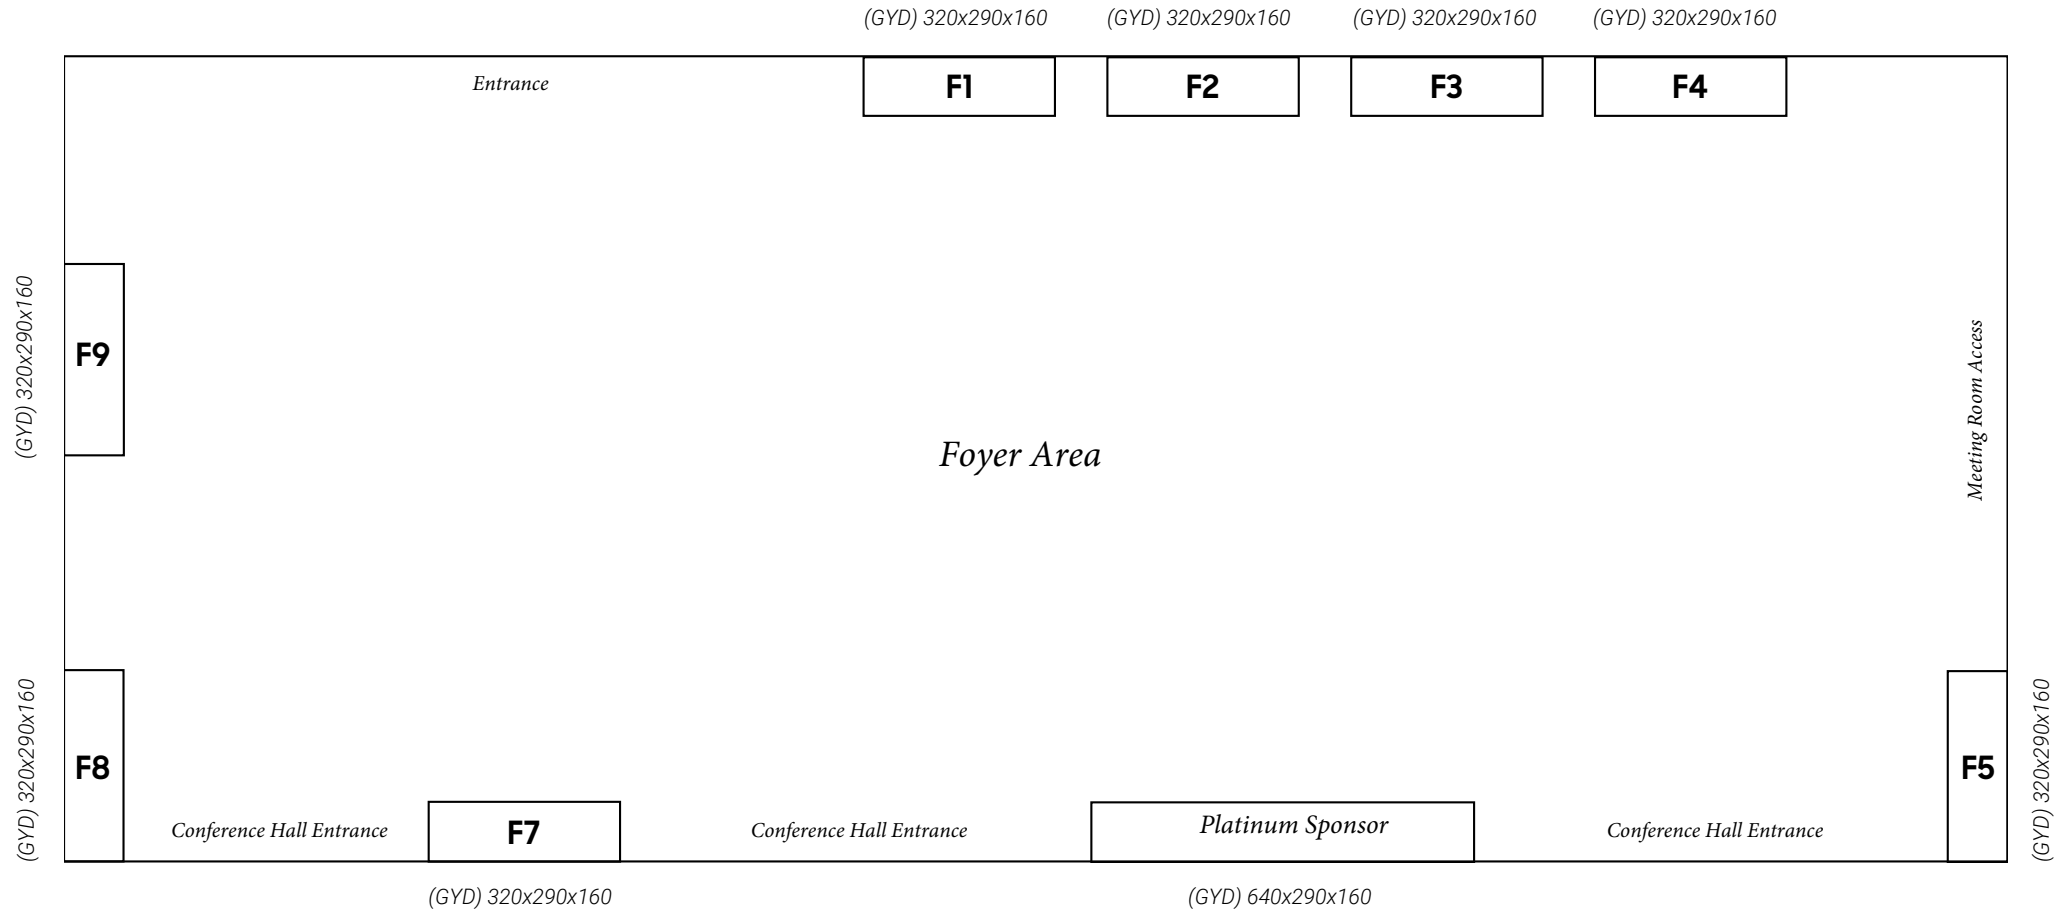 (GYD) 320x290x160
(GYD) 320x290x160
(GYD) 320x290x160
(GYD) 320x290x160
Entrance
F1
F2
F3
F4
(GYD) 320x290x160
F9
Meeting Room Access
Foyer Area
(GYD) 320x290x160
F8
F5
(GYD) 320x290x160
Conference Hall Entrance
F7
Conference Hall Entrance
Platinum Sponsor
Conference Hall Entrance
(GYD) 320x290x160
(GYD) 640x290x160